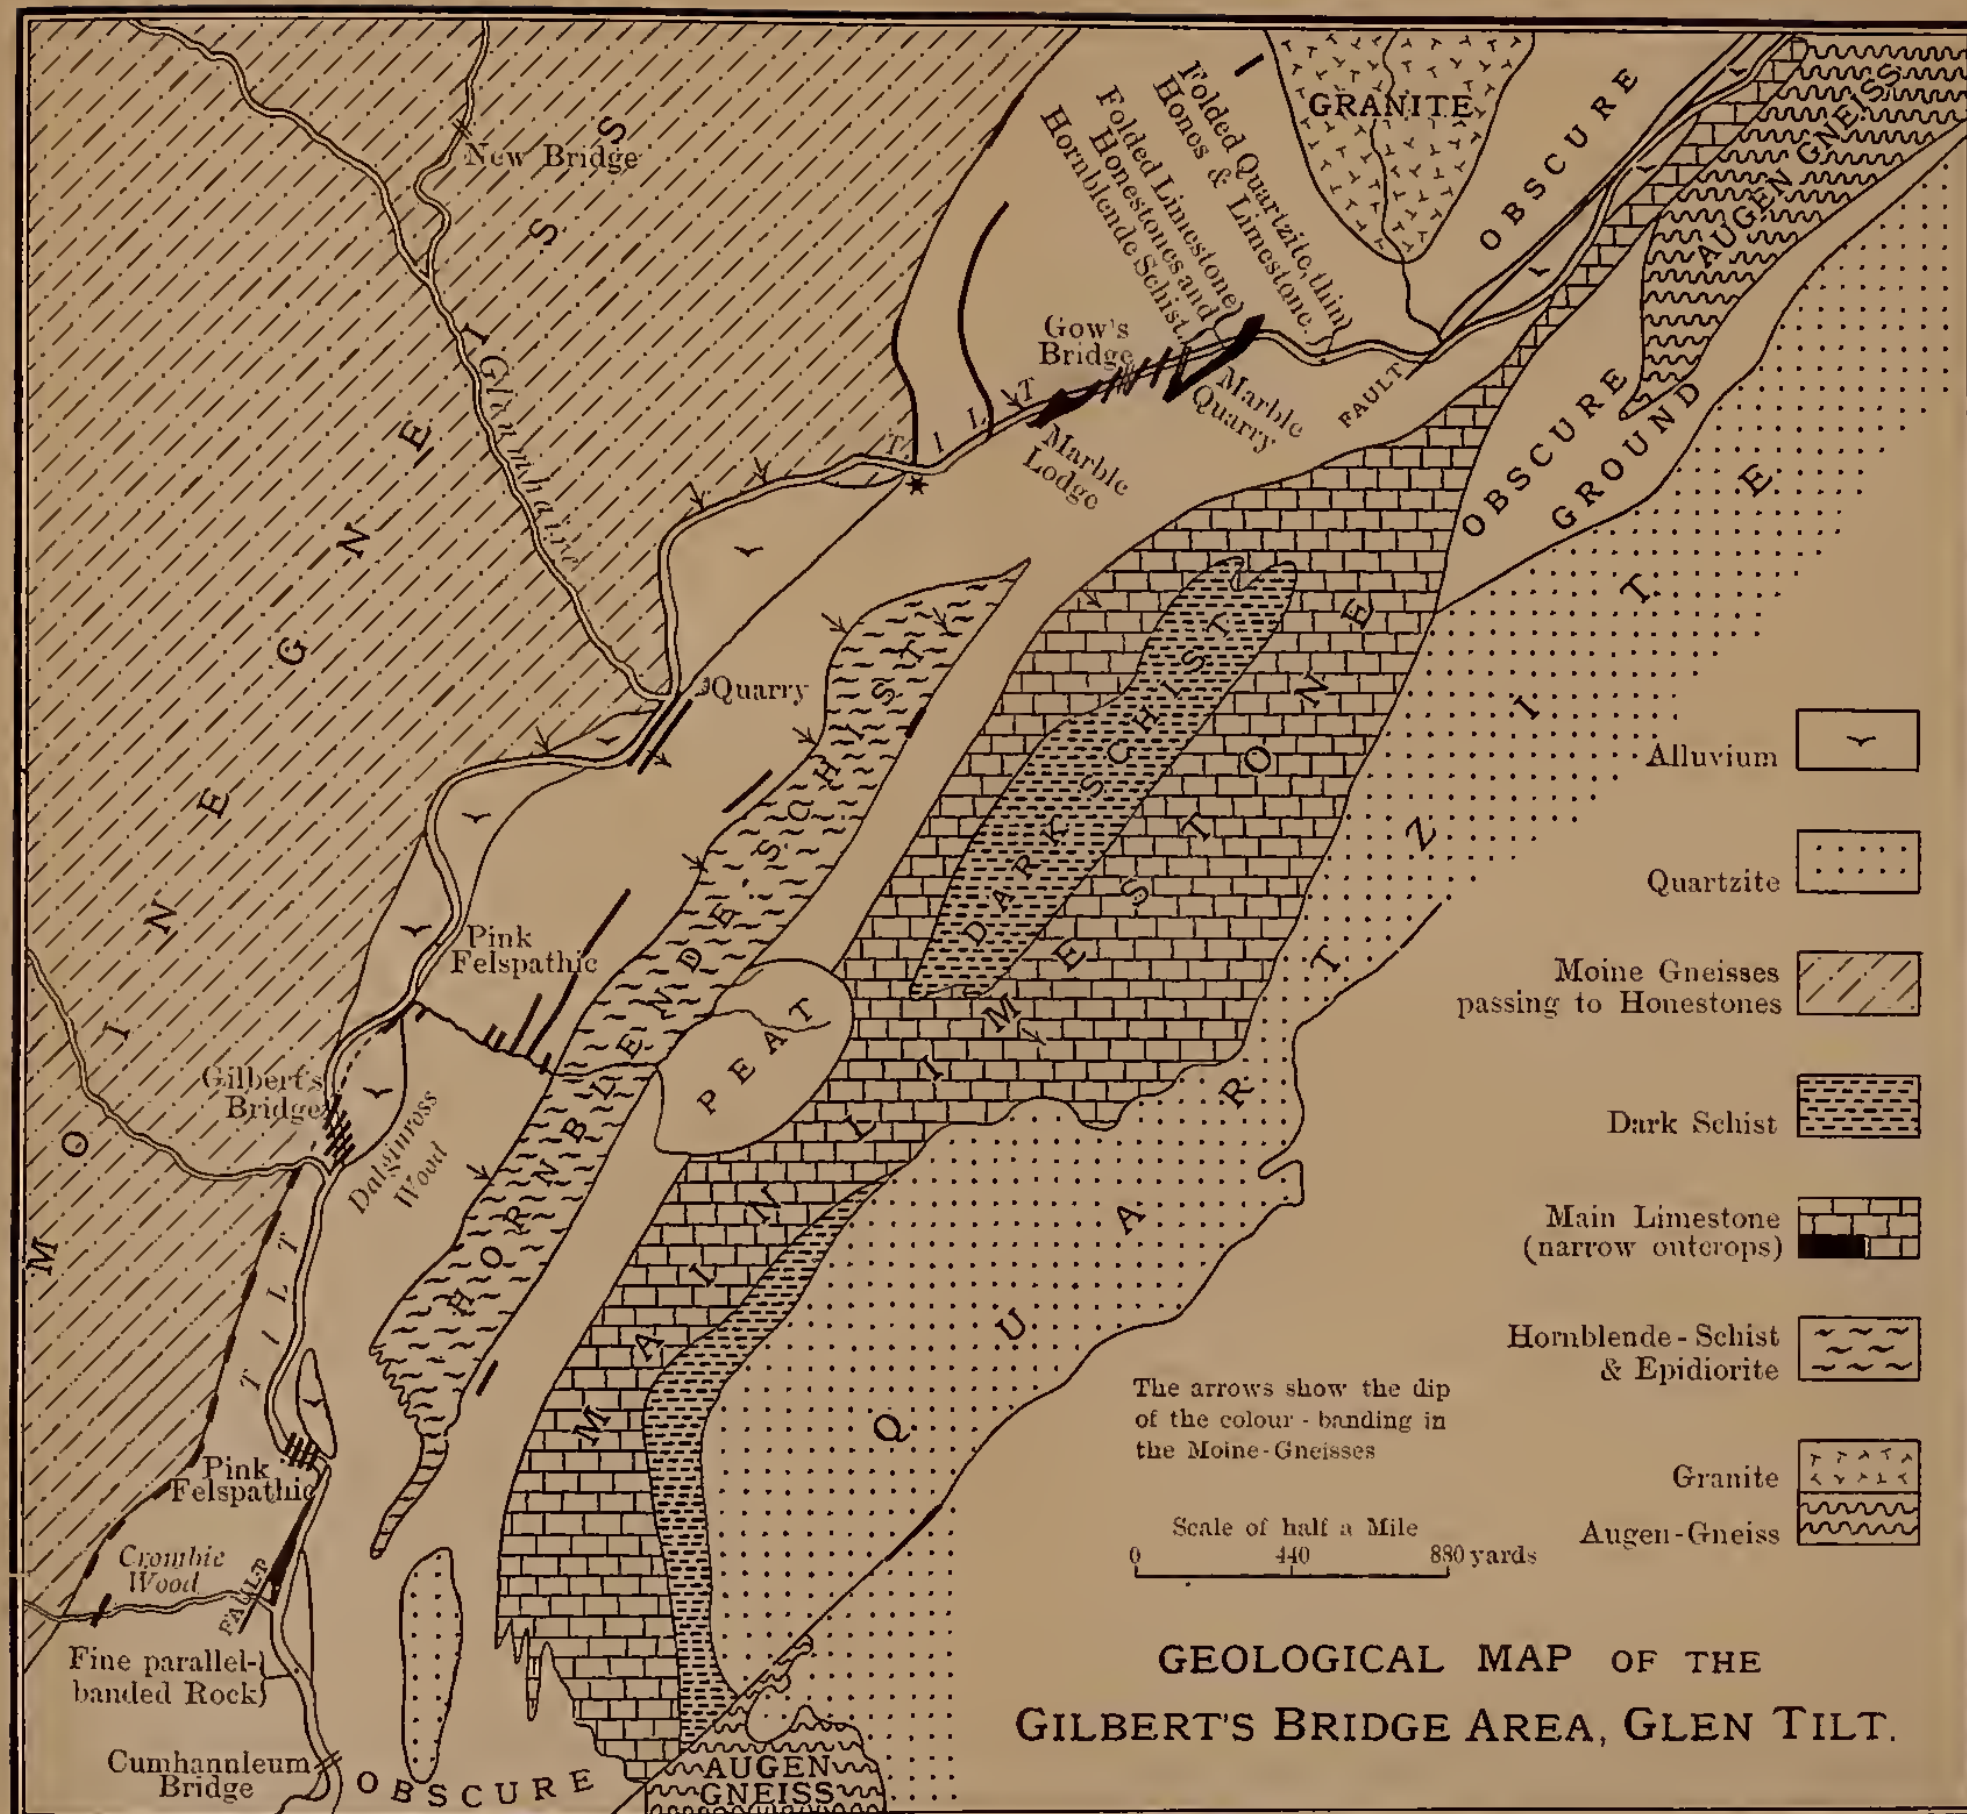 New Bridge
GRANITE
OBSCURE
AUGEN GNEISS
Folded Quartzite, thin
Hones & Limestone.
Folded Limestone
Honestones and
Hornblende Schist.
Gow's
Bridge
Marble
Quarry
FAULT
TILT
Marble
Lodge
OBSCURE
GROUND
MOINE GNEISS
Quarry
HORNBLENDE SCHIST
DARK SCHIST
MAIN LIMESTONE
QUARTZITE
PEAT
Pink
Felspathic
Gilbert's
Bridge
Wood
TILT
Pink
Felspathic
Crombie
Wood
FAULT
Fine parallel-
banded Rock
Cumhannleum
Bridge
OBSCURE
AUGEN
GNEISS
Alluvium
Quartzite
Moine Gneisses
passing to Honestones
Dark Schist
Main Limestone
(narrow outcrops)
Hornblende-Schist
& Epidiorite
Granite
Augen-Gneiss
The arrows show the dip
of the colour-banding in
the Moine-Gneisses
Scale of half a Mile
0 440 880 yards
GEOLOGICAL MAP OF THE
GILBERT'S BRIDGE AREA, GLEN TILT.